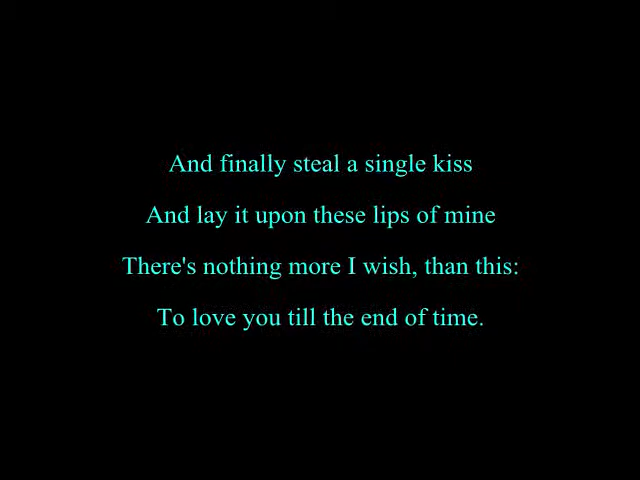 And finally steal a single kiss
And lay it upon these lips of mine
There's nothing more I wish, than this:
To love you till the end of time.